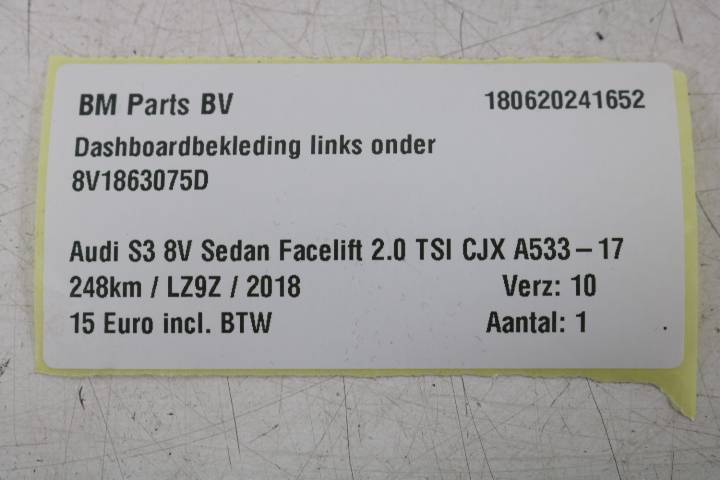 BM Parts BV 180620241652
Dashboardbekleding links onder
8V1863075D
Audi S3 8V Sedan Facelift 2.0 TSI CJX A533-17
248km / LZ9Z / 2018 Verz: 10
15 Euro incl. BTW Aantal: 1